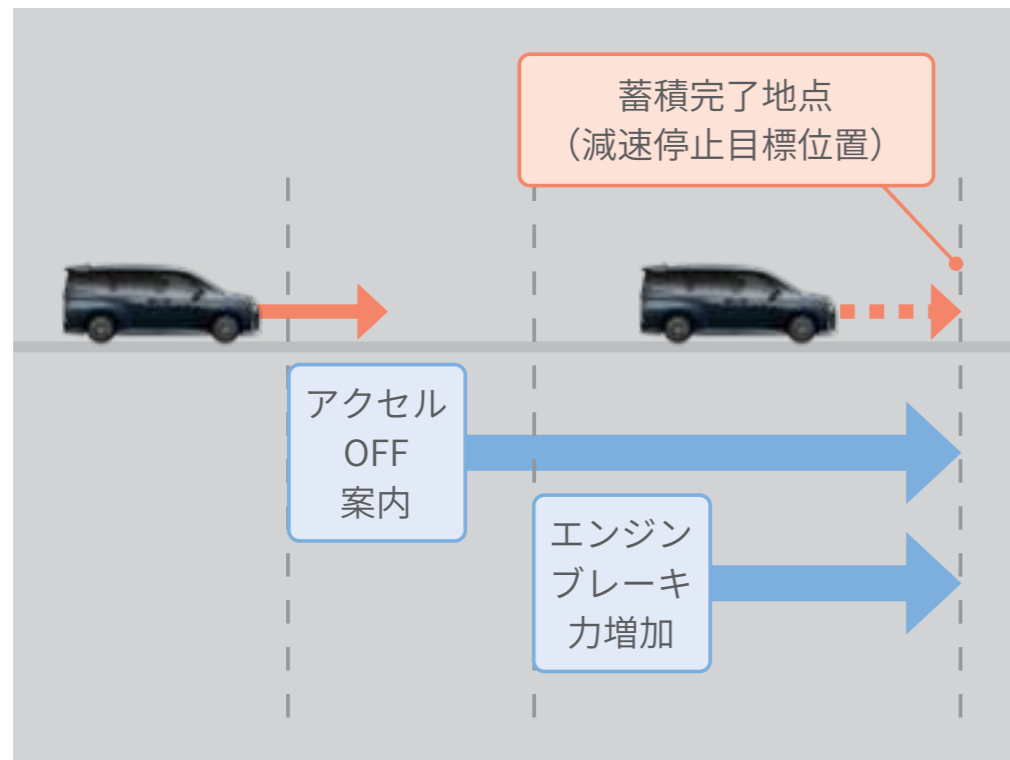 蓄積完了地点
（減速停止目標位置）
アクセル
OFF
案内
エンジン
ブレーキ
力増加